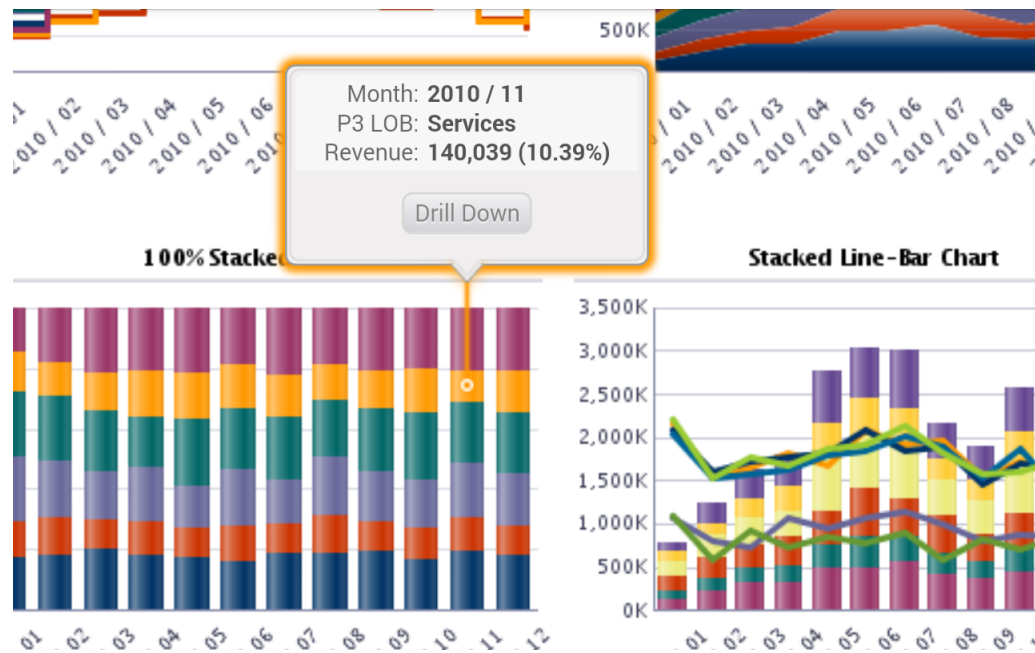 500K
2010 / 02
2010 / 03
2010 / 04
2010 / 05
2010 / 06
Month: 2010 / 11
P3 LOB: Services
Revenue: 140,039 (10.39%)
Drill Down
2010 / 02
2010 / 03
2010 / 04
2010 / 05
2010 / 06
2010 / 07
2010 / 08
100% Stacked
Stacked Line-Bar Chart
3,500K
3,000K
2,500K
2,000K
1,500K
1,000K
500K
0K
01
02
03
04
05
06
07
08
09
10
11
12
01
02
03
04
05
06
07
08
09